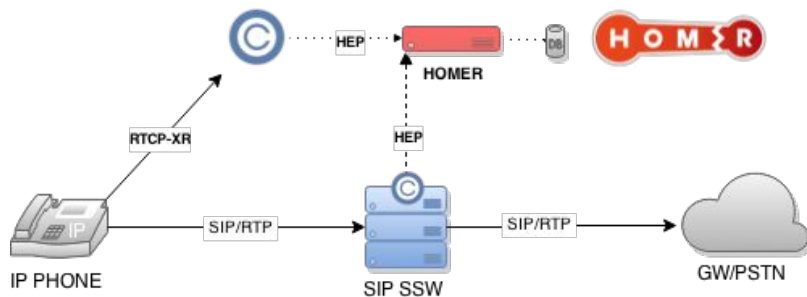 C
HEP
HOMER
DB
HOMER
RTCP-XR
HEP
C
IP
SIP/RTP
SIP/RTP
IP PHONE
SIP SSW
GW/PSTN